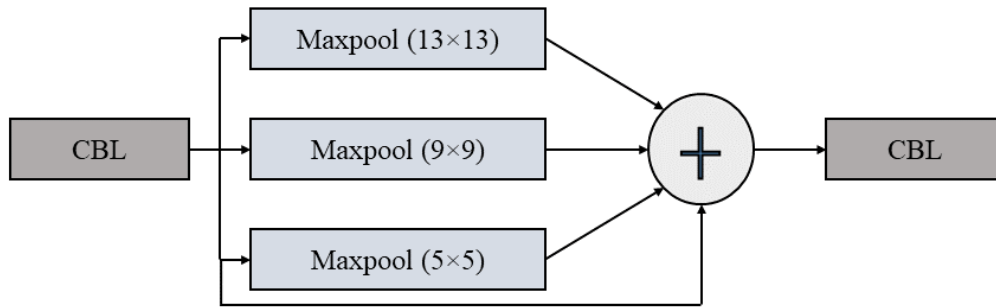 Maxpool (13×13)
CBL
Maxpool (9×9)
CBL
Maxpool (5×5)